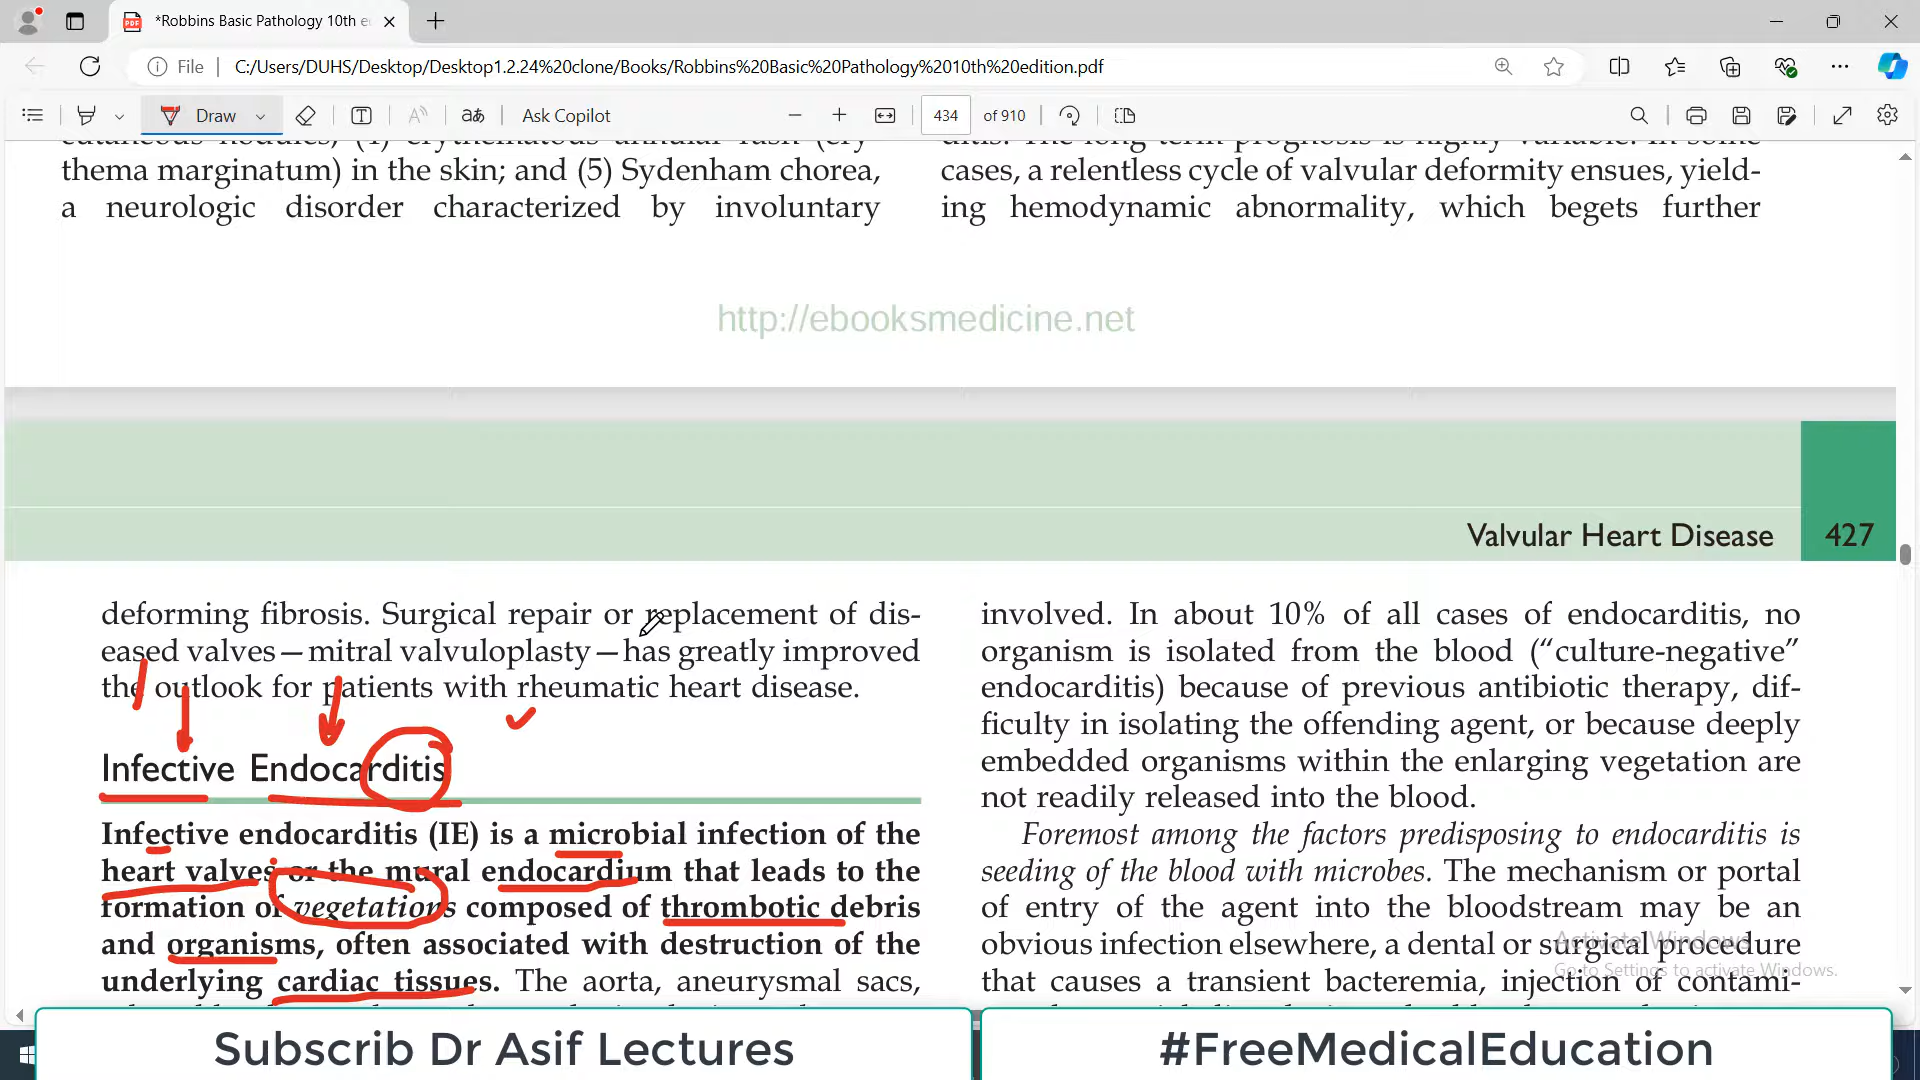 *Robbins Basic Pathology 10th e
File
C:/Users/DUHS/Desktop/Desktop1.2.24%20clone/Books/Robbins%20Basic%20Pathology%2010th%20edition.pdf
Draw
Ask Copilot
434 of 910
thema marginatum) in the skin; and (5) Sydenham chorea,
a neurologic disorder characterized by involuntary
cases, a relentless cycle of valvular deformity ensues, yield-
ing hemodynamic abnormality, which begets further
http://ebooksmedicine.net
Valvular Heart Disease 427
deforming fibrosis. Surgical repair or replacement of dis-
eased valves—mitral valvuloplasty—has greatly improved
the outlook for patients with rheumatic heart disease.
Infective Endocarditis
Infective endocarditis (IE) is a microbial infection of the
heart valves or the mural endocardium that leads to the
formation of vegetations composed of thrombotic debris
and organisms, often associated with destruction of the
underlying cardiac tissues. The aorta, aneurysmal sacs,
involved. In about 10% of all cases of endocarditis, no
organism is isolated from the blood (“culture-negative”
endocarditis) because of previous antibiotic therapy, dif-
ficulty in isolating the offending agent, or because deeply
embedded organisms within the enlarging vegetation are
not readily released into the blood.
Foremost among the factors predisposing to endocarditis is
seeding of the blood with microbes. The mechanism or portal
of entry of the agent into the bloodstream may be an
obvious infection elsewhere, a dental or surgical procedure
that causes a transient bacteremia, injection of contami-
Activate Windows
Go to Settings to activate Windows.
Subscrib Dr Asif Lectures
#FreeMedicalEducation